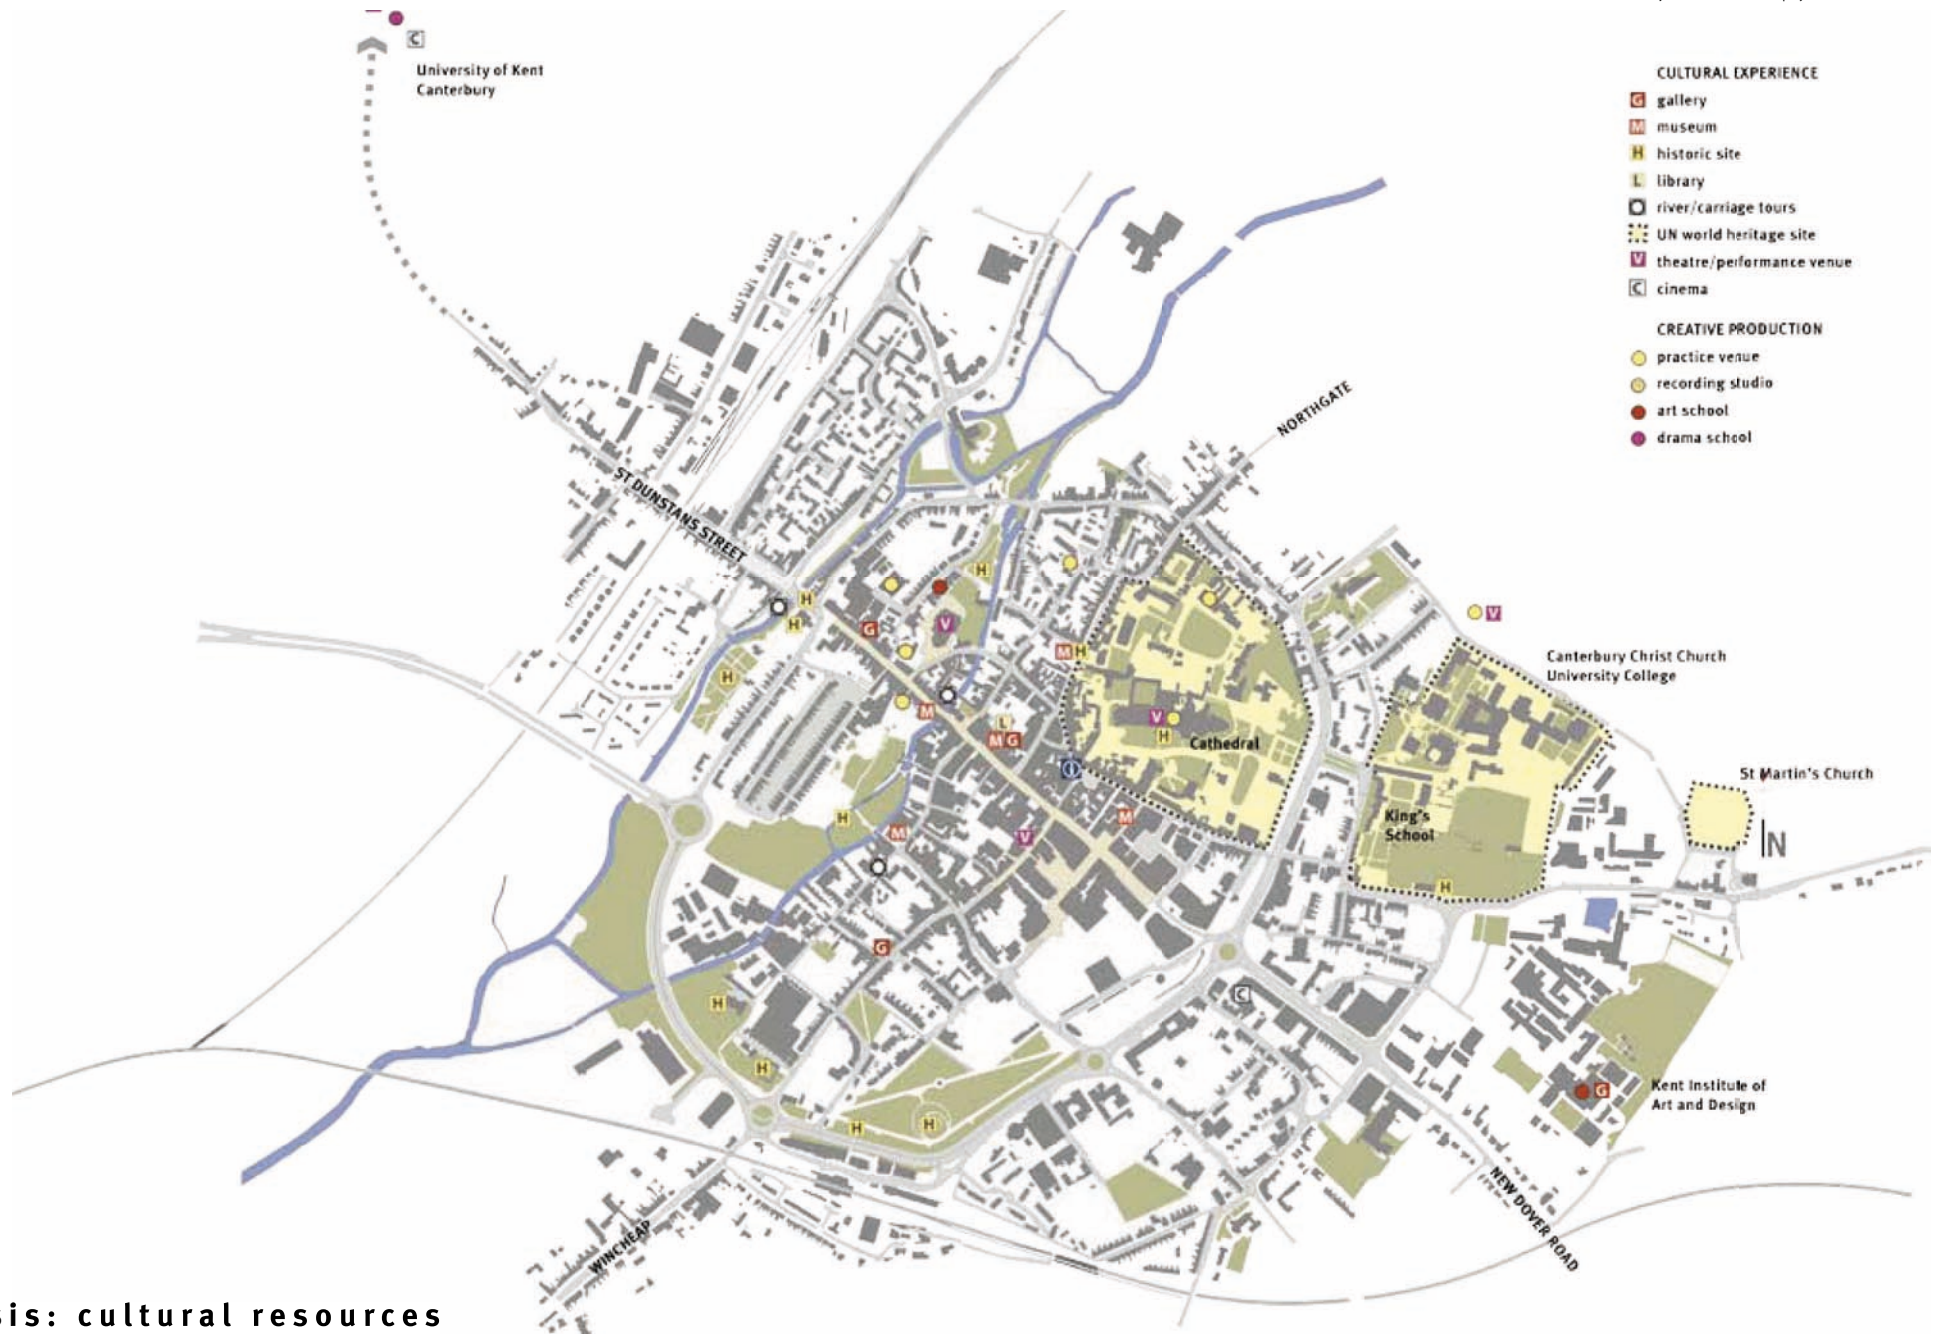 C
University of Kent
Canterbury
CULTURAL EXPERIENCE
G gallery
M museum
H historic site
L library
river/carriage tours
UN world heritage site
V theatre/performance venue
C cinema
CREATIVE PRODUCTION
practice venue
recording studio
art school
drama school
NORTHGATE
ST DUNSTANS STREET
H
H
H
G
V
V
M H
Canterbury Christ Church
University College
H
M
L
M G
V
H
Cathedral
St Martin's Church
H
M
V
M
King's
School
N
H
G
H
C
H
Kent Institute of
Art and Design
G
H
H
NEW DOVER ROAD
WINCHEAP
sis: cultural resources